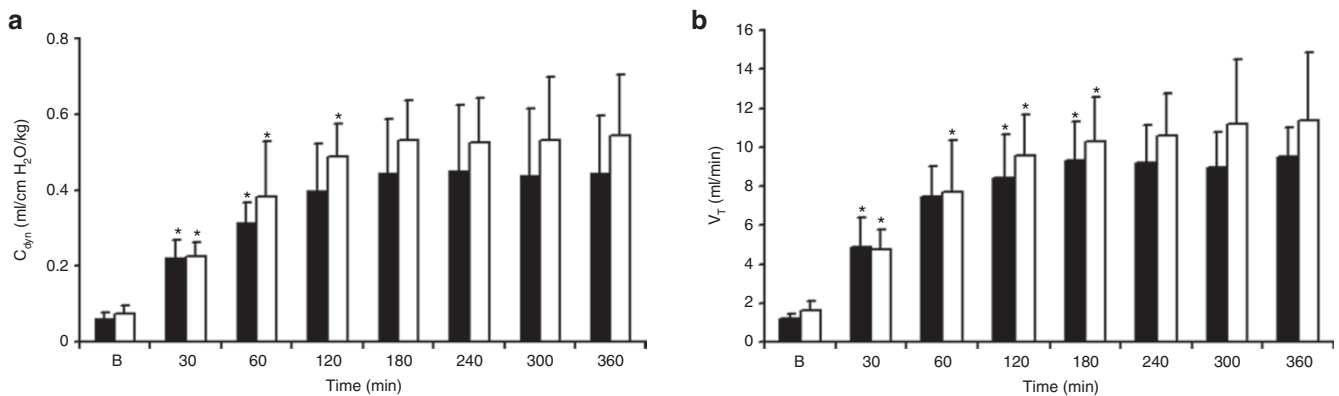 a
C_dyn (ml/cm H₂O/kg)
0.8
0.6
0.4
0.2
0
* * * * *
B 30 60 120 180 240 300 360
Time (min)
b
V_T (ml/min)
16
14
12
10
8
6
4
2
0
* * * * * * *
B 30 60 120 180 240 300 360
Time (min)